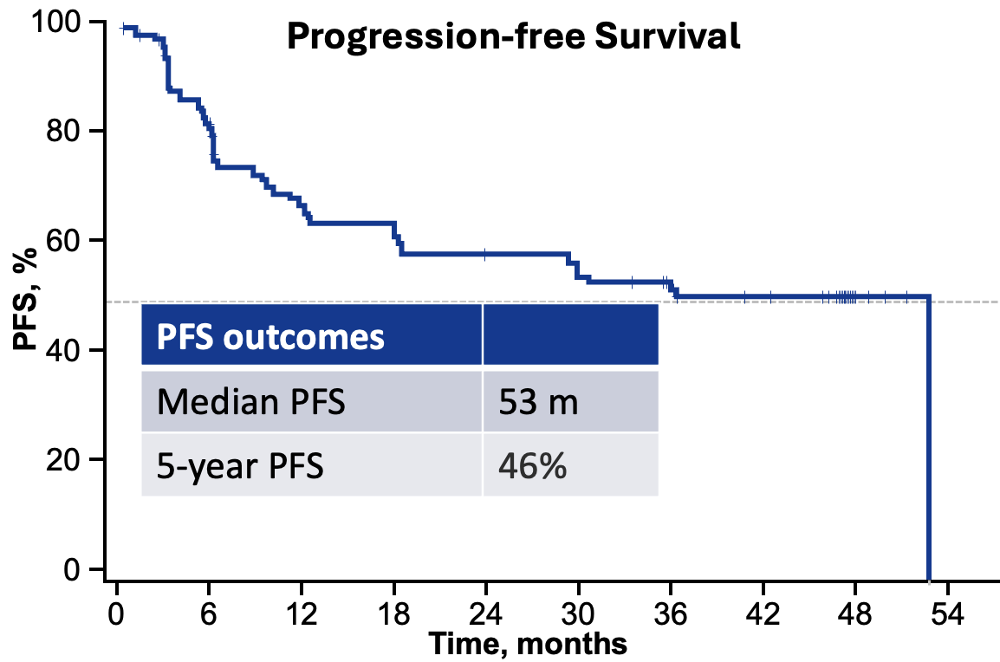 Progression-free Survival
100
80
60
40
20
0
PFS, %
PFS outcomes
Median PFS 53 m
5-year PFS 46%
0 6 12 18 24 30 36 42 48 54
Time, months